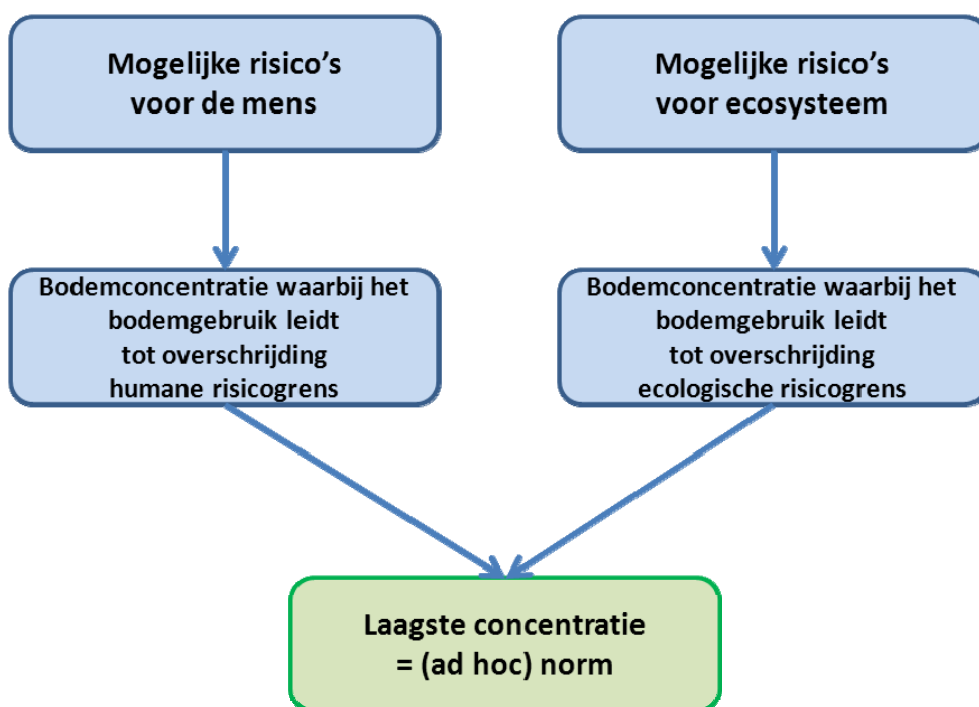 Mogelijke risico's
voor de mens
Mogelijke risico's
voor ecosysteem
Bodemconcentratie waarbij het
bodemgebruik leidt
tot overschrijding
humane risicogrens
Bodemconcentratie waarbij het
bodemgebruik leidt
tot overschrijding
ecologische risicogrens
Laagste concentratie
= (ad hoc) norm